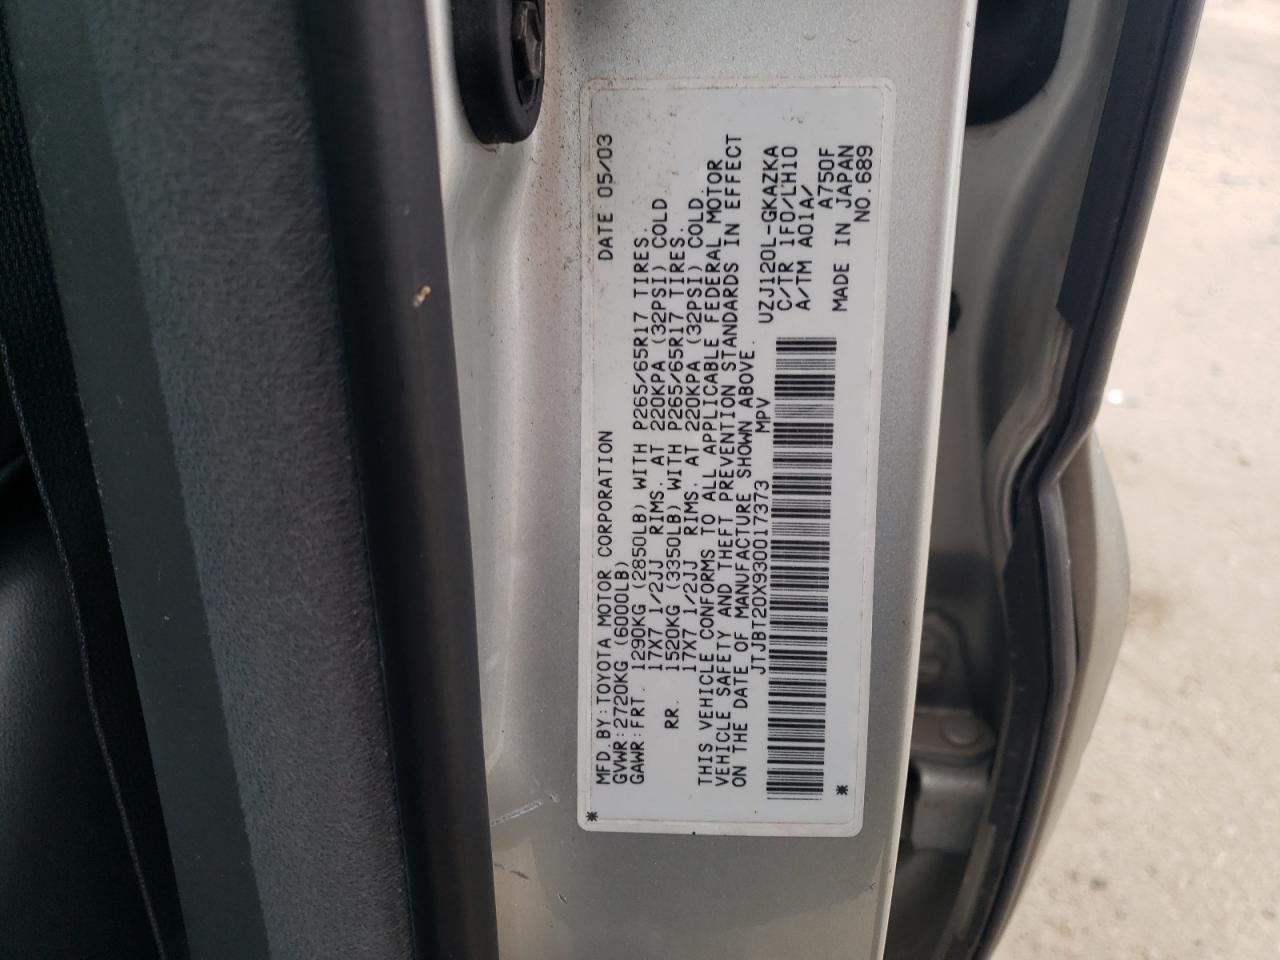 MFD.BY:TOYOTA MOTOR CORPORATION DATE 05/03
GVWR:2720KG (6000LB)
GAWR:FRT. 1290KG (2850LB) WITH P265/65R17 TIRES.
17X7 1/2JJ RIMS. AT 220KPA (32PSI) COLD
RR. 1520KG (3350LB) WITH P265/65R17 TIRES.
17X7 1/2JJ RIMS. AT 220KPA (32PSI) COLD.
THIS VEHICLE CONFORMS TO ALL APPLICABLE FEDERAL MOTOR
VEHICLE SAFETY AND THEFT PREVENTION STANDARDS IN EFFECT
ON THE DATE OF MANUFACTURE SHOWN ABOVE.
JTJBT20X930017373 MPV UZJ120L-GKAZKA
C/TR 1F0/LH10
A/TM A01A/
A750F
MADE IN JAPAN
NO.689